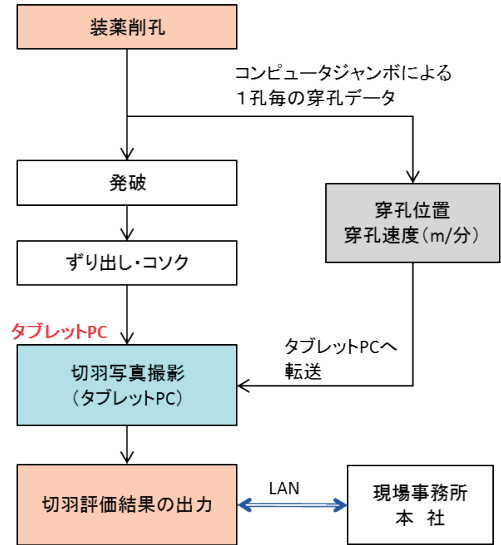 装薬削孔
コンピュータジャンボによる
1孔毎の穿孔データ
発破
穿孔位置
穿孔速度(m/分)
ずり出し・コソク
タブレットPC
タブレットPCへ
転送
切羽写真撮影
(タブレットPC)
切羽評価結果の出力
LAN
現場事務所
本 社